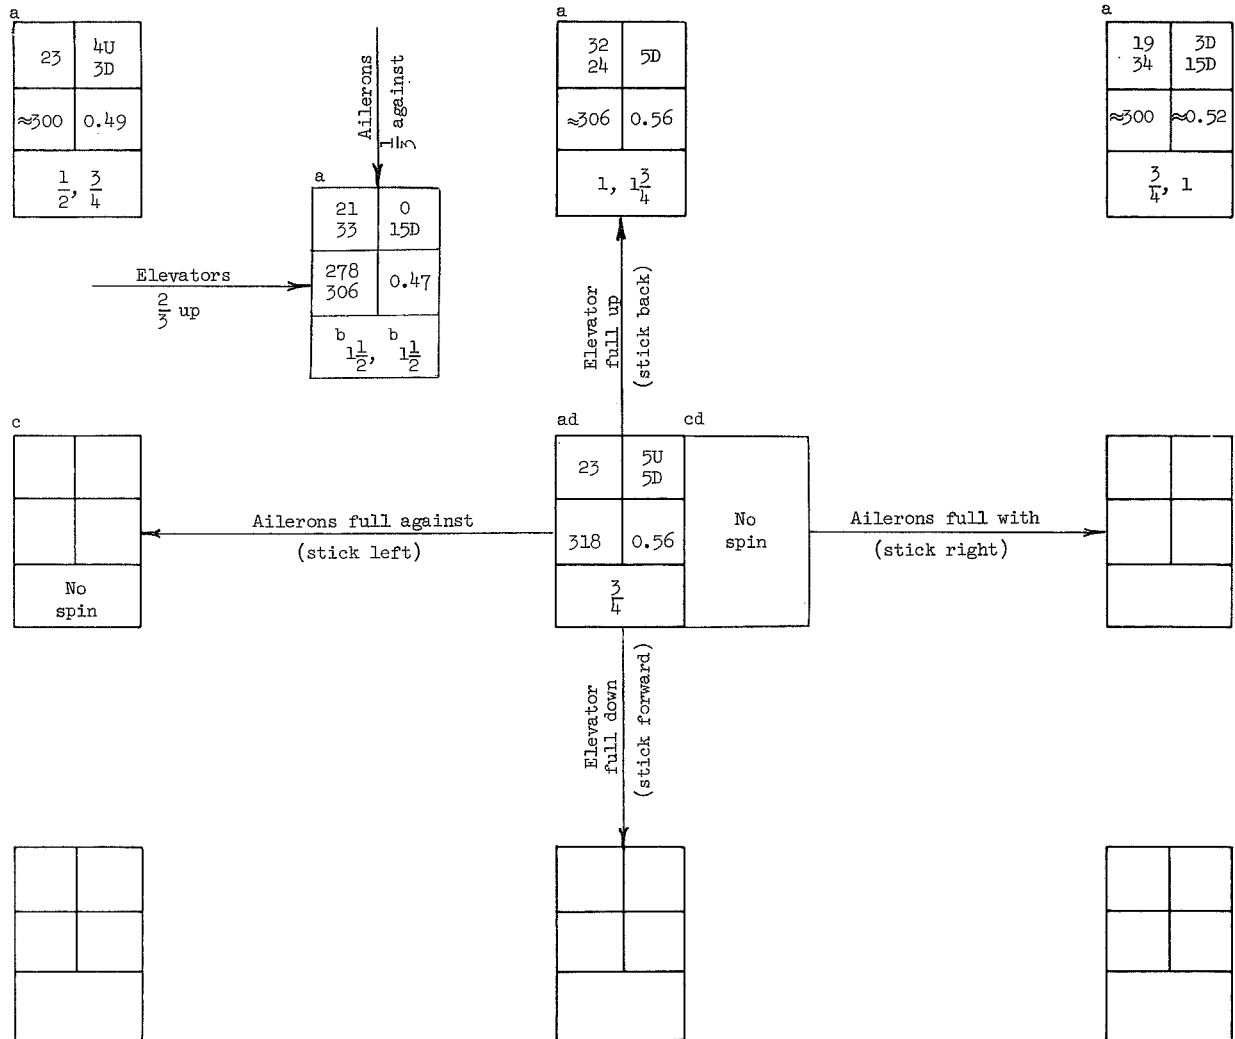 a
23
4U
3D
≈300
0.49
1/2, 3/4
Ailerons
1/3 against
a
21
33
0
15D
278
306
0.47
b 1 1/2, b 1 1/2
Elevators
2/3 up
a
32
24
5D
≈306
0.56
1, 1 3/4
a
19
34
3D
15D
≈300
≈0.52
3/4, 1
Elevator
full up
(stick back)
c
No
spin
Ailerons full against
(stick left)
ad
23
5U
5D
318
0.56
3/4
cd
No
spin
Ailerons full with
(stick right)
Elevator
full down
(stick forward)